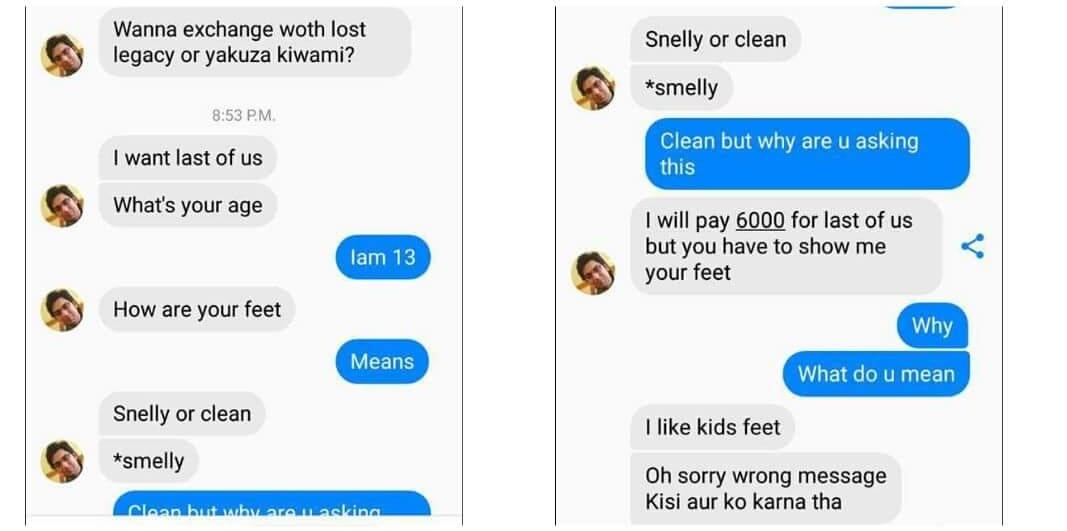 Wanna exchange woth lost
legacy or yakuza kiwami?
8:53 P.M.
I want last of us
What's your age
Iam 13
How are your feet
Means
Snelly or clean
*smelly
Clean but why are u asking
Snelly or clean
*smelly
Clean but why are u asking
this
I will pay 6000 for last of us
but you have to show me
your feet
Why
What do u mean
I like kids feet
Oh sorry wrong message
Kisi aur ko karna tha